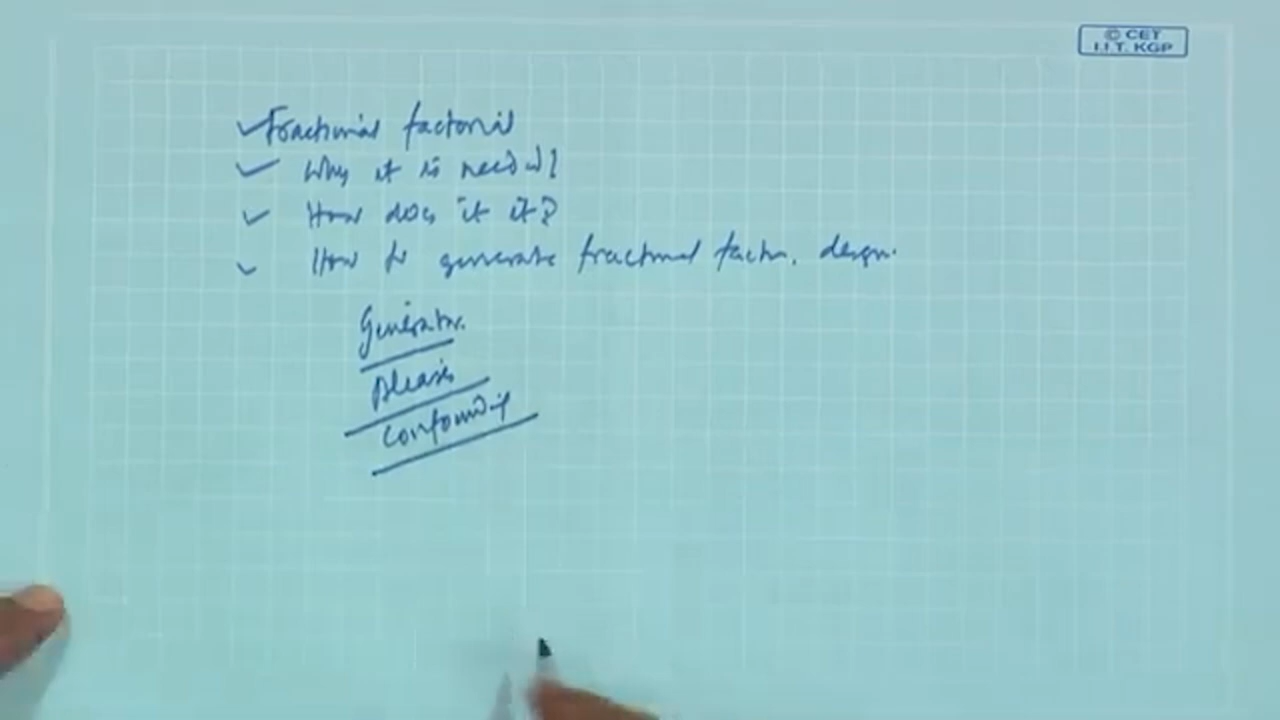 © CET
I.I.T. KGP
Fractional factorial
Why it is needed?
How does it it?
How to generate fractional factor. design.
Generator.
Aliasing
Confounding